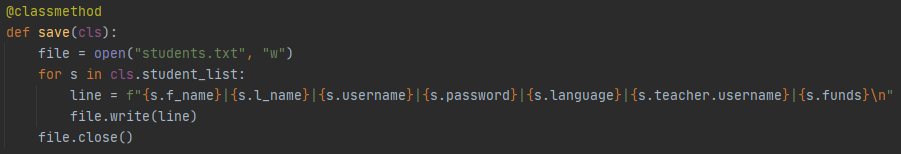 @classmethod
def save(cls):
    file = open("students.txt", "w")
    for s in cls.student_list:
        line = f"{s.f_name}|{s.l_name}|{s.username}|{s.password}|{s.language}|{s.teacher.username}|{s.funds}\n"
        file.write(line)
    file.close()